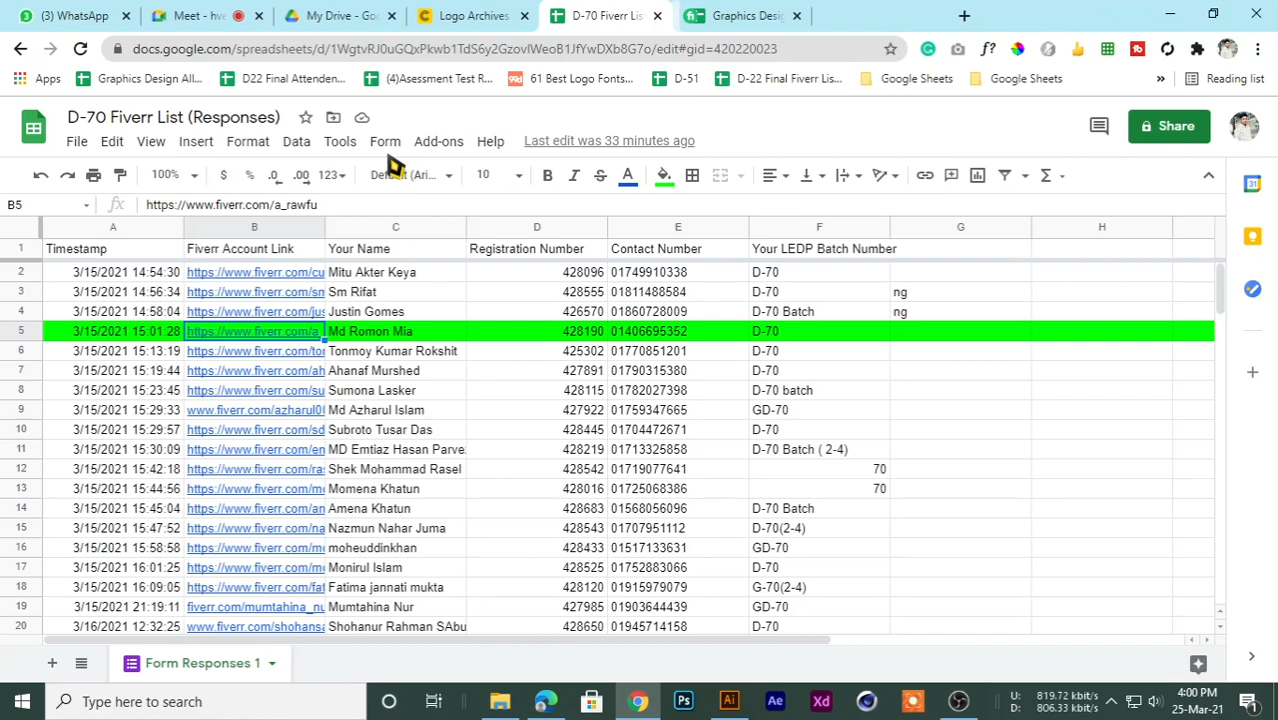 (3) WhatsApp
Meet - hve
My Drive - Goo
Logo Archives
D-70 Fiverr Lis
Graphics Desig
docs.google.com/spreadsheets/d/1WgtvRJ0uGQxPkwb1TdS6y2GzoxWeoB1JfYwDXb8G7o/edit#gid=420220023
Apps
Graphics Design All...
D22 Final Attenden...
(4)Asessment Test R...
61 Best Logo Fonts...
D-51
D-22 Final Fiverr Lis...
Google Sheets
Google Sheets
Reading list
D-70 Fiverr List (Responses)
Share
File Edit View Insert Format Data Tools Form Add-ons Help Last edit was 33 minutes ago
100% $ % .0 .00 123 Default (Ari... 10 B I S A
B5 fx https://www.fiverr.com/a_rawfu
A B C D E F G H
1 Timestamp Fiverr Account Link Your Name Registration Number Contact Number Your LEDP Batch Number
2 3/15/2021 14:54:30 https://www.fiverr.com/cu Mitu Akter Keya 428096 01749910338 D-70
3 3/15/2021 14:56:34 https://www.fiverr.com/sm Sm Rifat 428555 01811488584 D-70 ng
4 3/15/2021 14:58:04 https://www.fiverr.com/jus Justin Gomes 426570 01860728009 D-70 Batch ng
5 3/15/2021 15:01:28 https://www.fiverr.com/a_ Md Romon Mia 428190 01406695352 D-70
6 3/15/2021 15:13:19 https://www.fiverr.com/ton Tonmoy Kumar Rokshit 425302 01770851201 D-70
7 3/15/2021 15:19:44 https://www.fiverr.com/ah Ahanaf Murshed 427891 01790315380 D-70
8 3/15/2021 15:23:45 https://www.fiverr.com/su Sumona Lasker 428115 01782027398 D-70 batch
9 3/15/2021 15:29:33 www.fiverr.com/azharul00 Md Azharul Islam 427922 01759347665 GD-70
10 3/15/2021 15:29:57 https://www.fiverr.com/sd Subroto Tusar Das 428445 01704472671 D-70
11 3/15/2021 15:30:09 https://www.fiverr.com/en MD Emtiaz Hasan Parve 428219 01713325858 D-70 Batch ( 2-4)
12 3/15/2021 15:42:18 https://www.fiverr.com/ras Shek Mohammad Rasel 428542 01719077641 70
13 3/15/2021 15:44:56 https://www.fiverr.com/mo Momena Khatun 428016 01725068386 70
14 3/15/2021 15:45:04 https://www.fiverr.com/an Amena Khatun 428683 01568056096 D-70 Batch
15 3/15/2021 15:47:52 https://www.fiverr.com/na Nazmun Nahar Juma 428543 01707951112 D-70(2-4)
16 3/15/2021 15:58:58 https://www.fiverr.com/mo moheuddinkhan 428433 01517133631 GD-70
17 3/15/2021 16:01:25 https://www.fiverr.com/mo Monirul Islam 428525 01752883066 D-70
18 3/15/2021 16:09:05 https://www.fiverr.com/fat Fatima jannati mukta 428120 01915979079 G-70(2-4)
19 3/15/2021 21:19:11 fiverr.com/mumtahina_nu Mumtahina Nur 427985 01903644439 GD-70
20 3/16/2021 12:32:25 www.fiverr.com/shohansa Shohanur Rahman SAbu 428650 01945714158 D-70
Form Responses 1
Type here to search
Ps Ai Ae Xd
U: 819.72 kbit/s
D: 806.33 kbit/s
4:00 PM
25-Mar-21
1